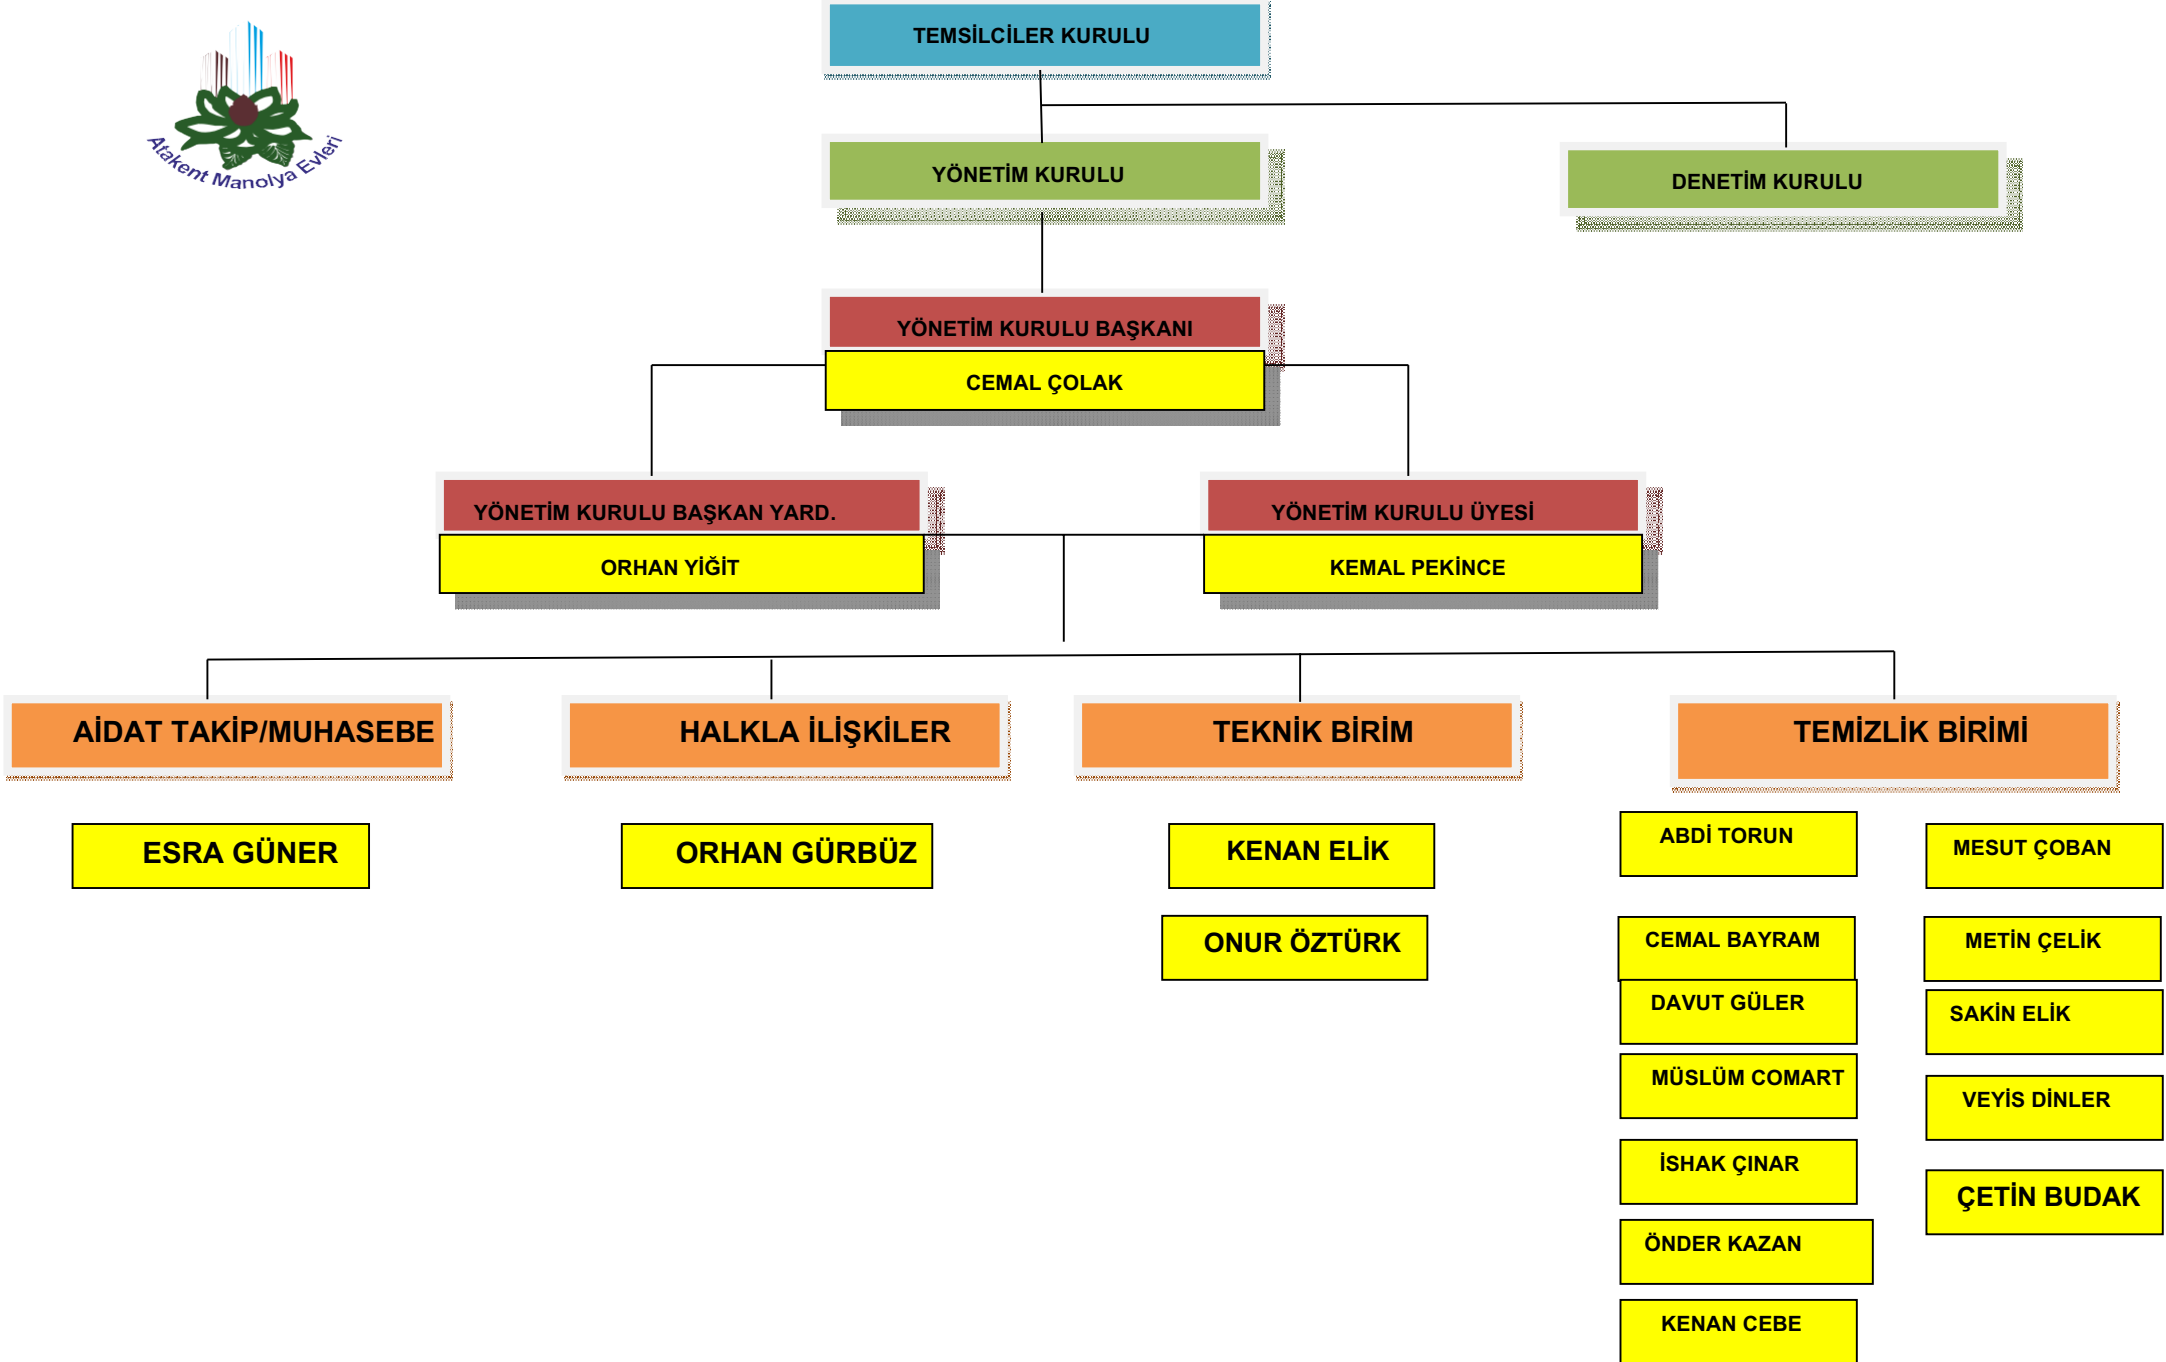 TEMSİLCİLER KURULU
Atakent Manolya Evleri
YÖNETİM KURULU
DENETİM KURULU
YÖNETİM KURULU BAŞKANI
CEMAL ÇOLAK
YÖNETİM KURULU BAŞKAN YARD.
ORHAN YİĞİT
YÖNETİM KURULU ÜYESİ
KEMAL PEKİNCE
AİDAT TAKİP/MUHASEBE
HALKLA İLİŞKİLER
TEKNİK BİRİM
TEMİZLİK BİRİMİ
ESRA GÜNER
ORHAN GÜRBÜZ
KENAN ELİK
ONUR ÖZTÜRK
ABDİ TORUN
CEMAL BAYRAM
DAVUT GÜLER
MÜSLÜM COMART
İSHAK ÇINAR
ÖNDER KAZAN
KENAN CEBE
MESUT ÇOBAN
METİN ÇELİK
SAKİN ELİK
VEYİS DİNLER
ÇETİN BUDAK